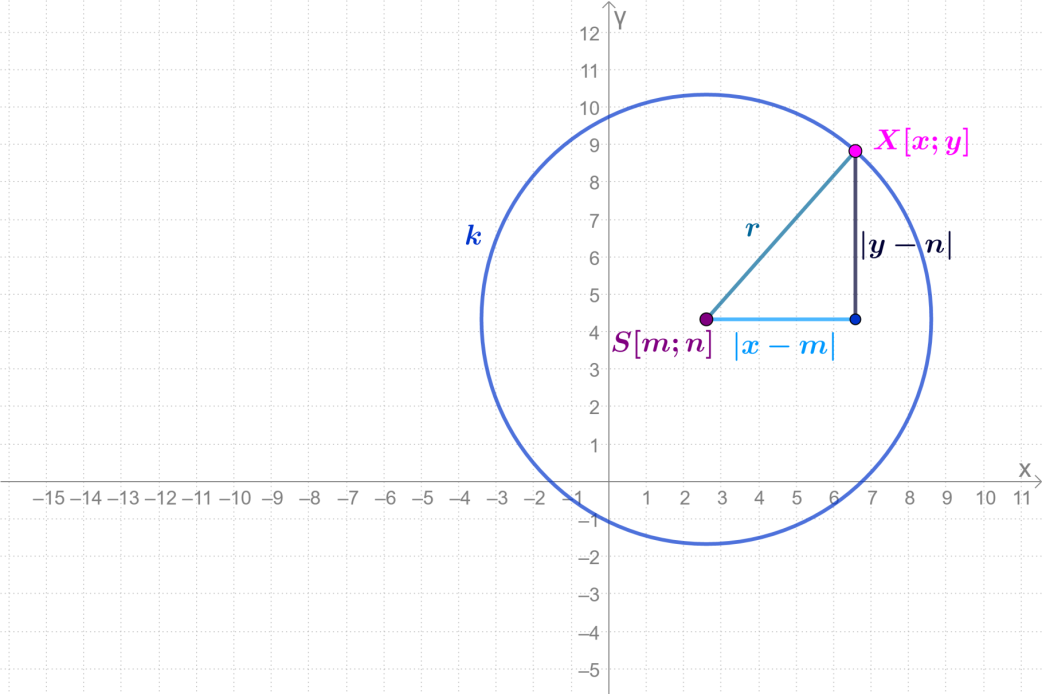 y
12
11
10
9
X[x; y]
8
7
r
k
6
|y − n|
5
4
S[m; n]
|x − m|
3
2
1
x
–15 –14 –13 –12 –11 –10 –9 –8 –7 –6 –5 –4 –3 –2 –1 1 2 3 4 5 6 7 8 9 10 11
–1
–2
–3
–4
–5